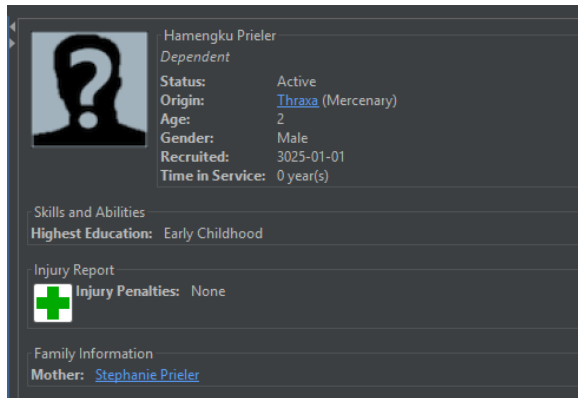 Hamengku Prieler
Dependent
Status: Active
Origin: Thraxa (Mercenary)
Age: 2
Gender: Male
Recruited: 3025-01-01
Time in Service: 0 year(s)
Skills and Abilities
Highest Education: Early Childhood
Injury Report
Injury Penalties: None
Family Information
Mother: Stephanie Prieler